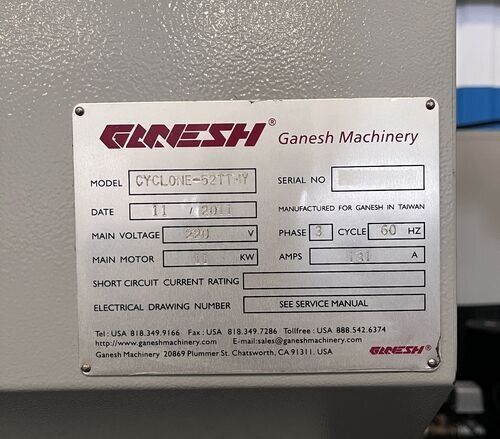 GANESH® Ganesh Machinery
MODEL CYCLONE-52TTMY SERIAL NO
DATE 11 / 2011 MANUFACTURED FOR GANESH IN TAIWAN
MAIN VOLTAGE 220 V PHASE 3 CYCLE 60 HZ
MAIN MOTOR 11 KW AMPS 131 A
SHORT CIRCUIT CURRENT RATING
ELECTRICAL DRAWING NUMBER SEE SERVICE MANUAL
Tel : USA 818.349.9166 Fax : USA 818.349.7286 Tollfree : USA 888.542.6374
http://www.ganeshmachinery.com E-mail:sales@ganeshmachinery.com
Ganesh Machinery 20869 Plummer St. Chatsworth, CA 91311. USA
GANESH®